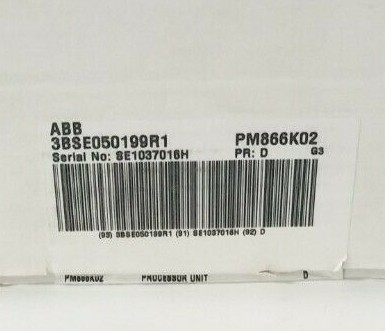 ABB
3BSE050199R1 PM866K02
Serial No: SE1037016H PR: D G3
(93) 3BSE050199R1 (91) SE1037016H (92) D
PM866K02 PROCESSOR UNIT D